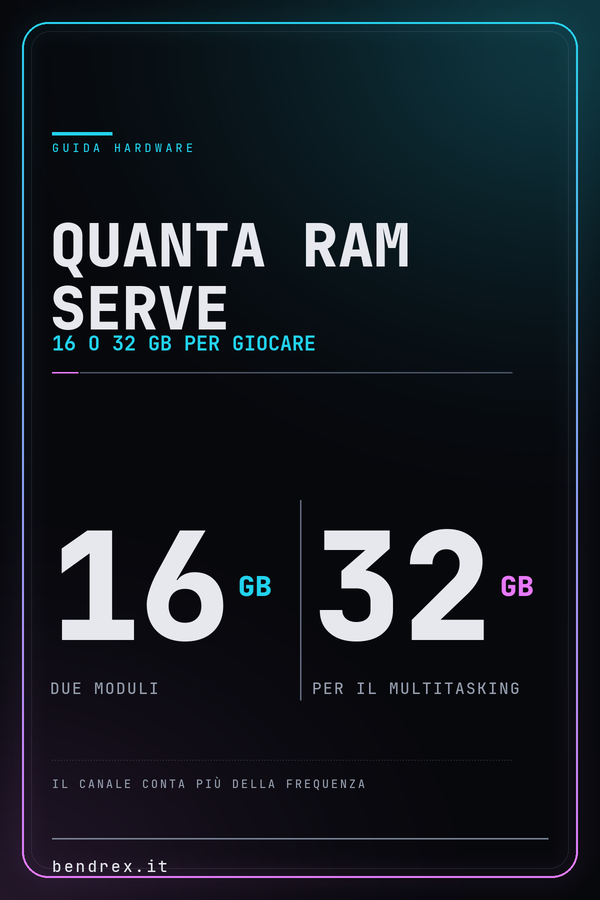 GUIDA HARDWARE
QUANTA RAM
SERVE
16 O 32 GB PER GIOCARE
16 GB
32 GB
DUE MODULI
PER IL MULTITASKING
IL CANALE CONTA PIÙ DELLA FREQUENZA
bendrex.it